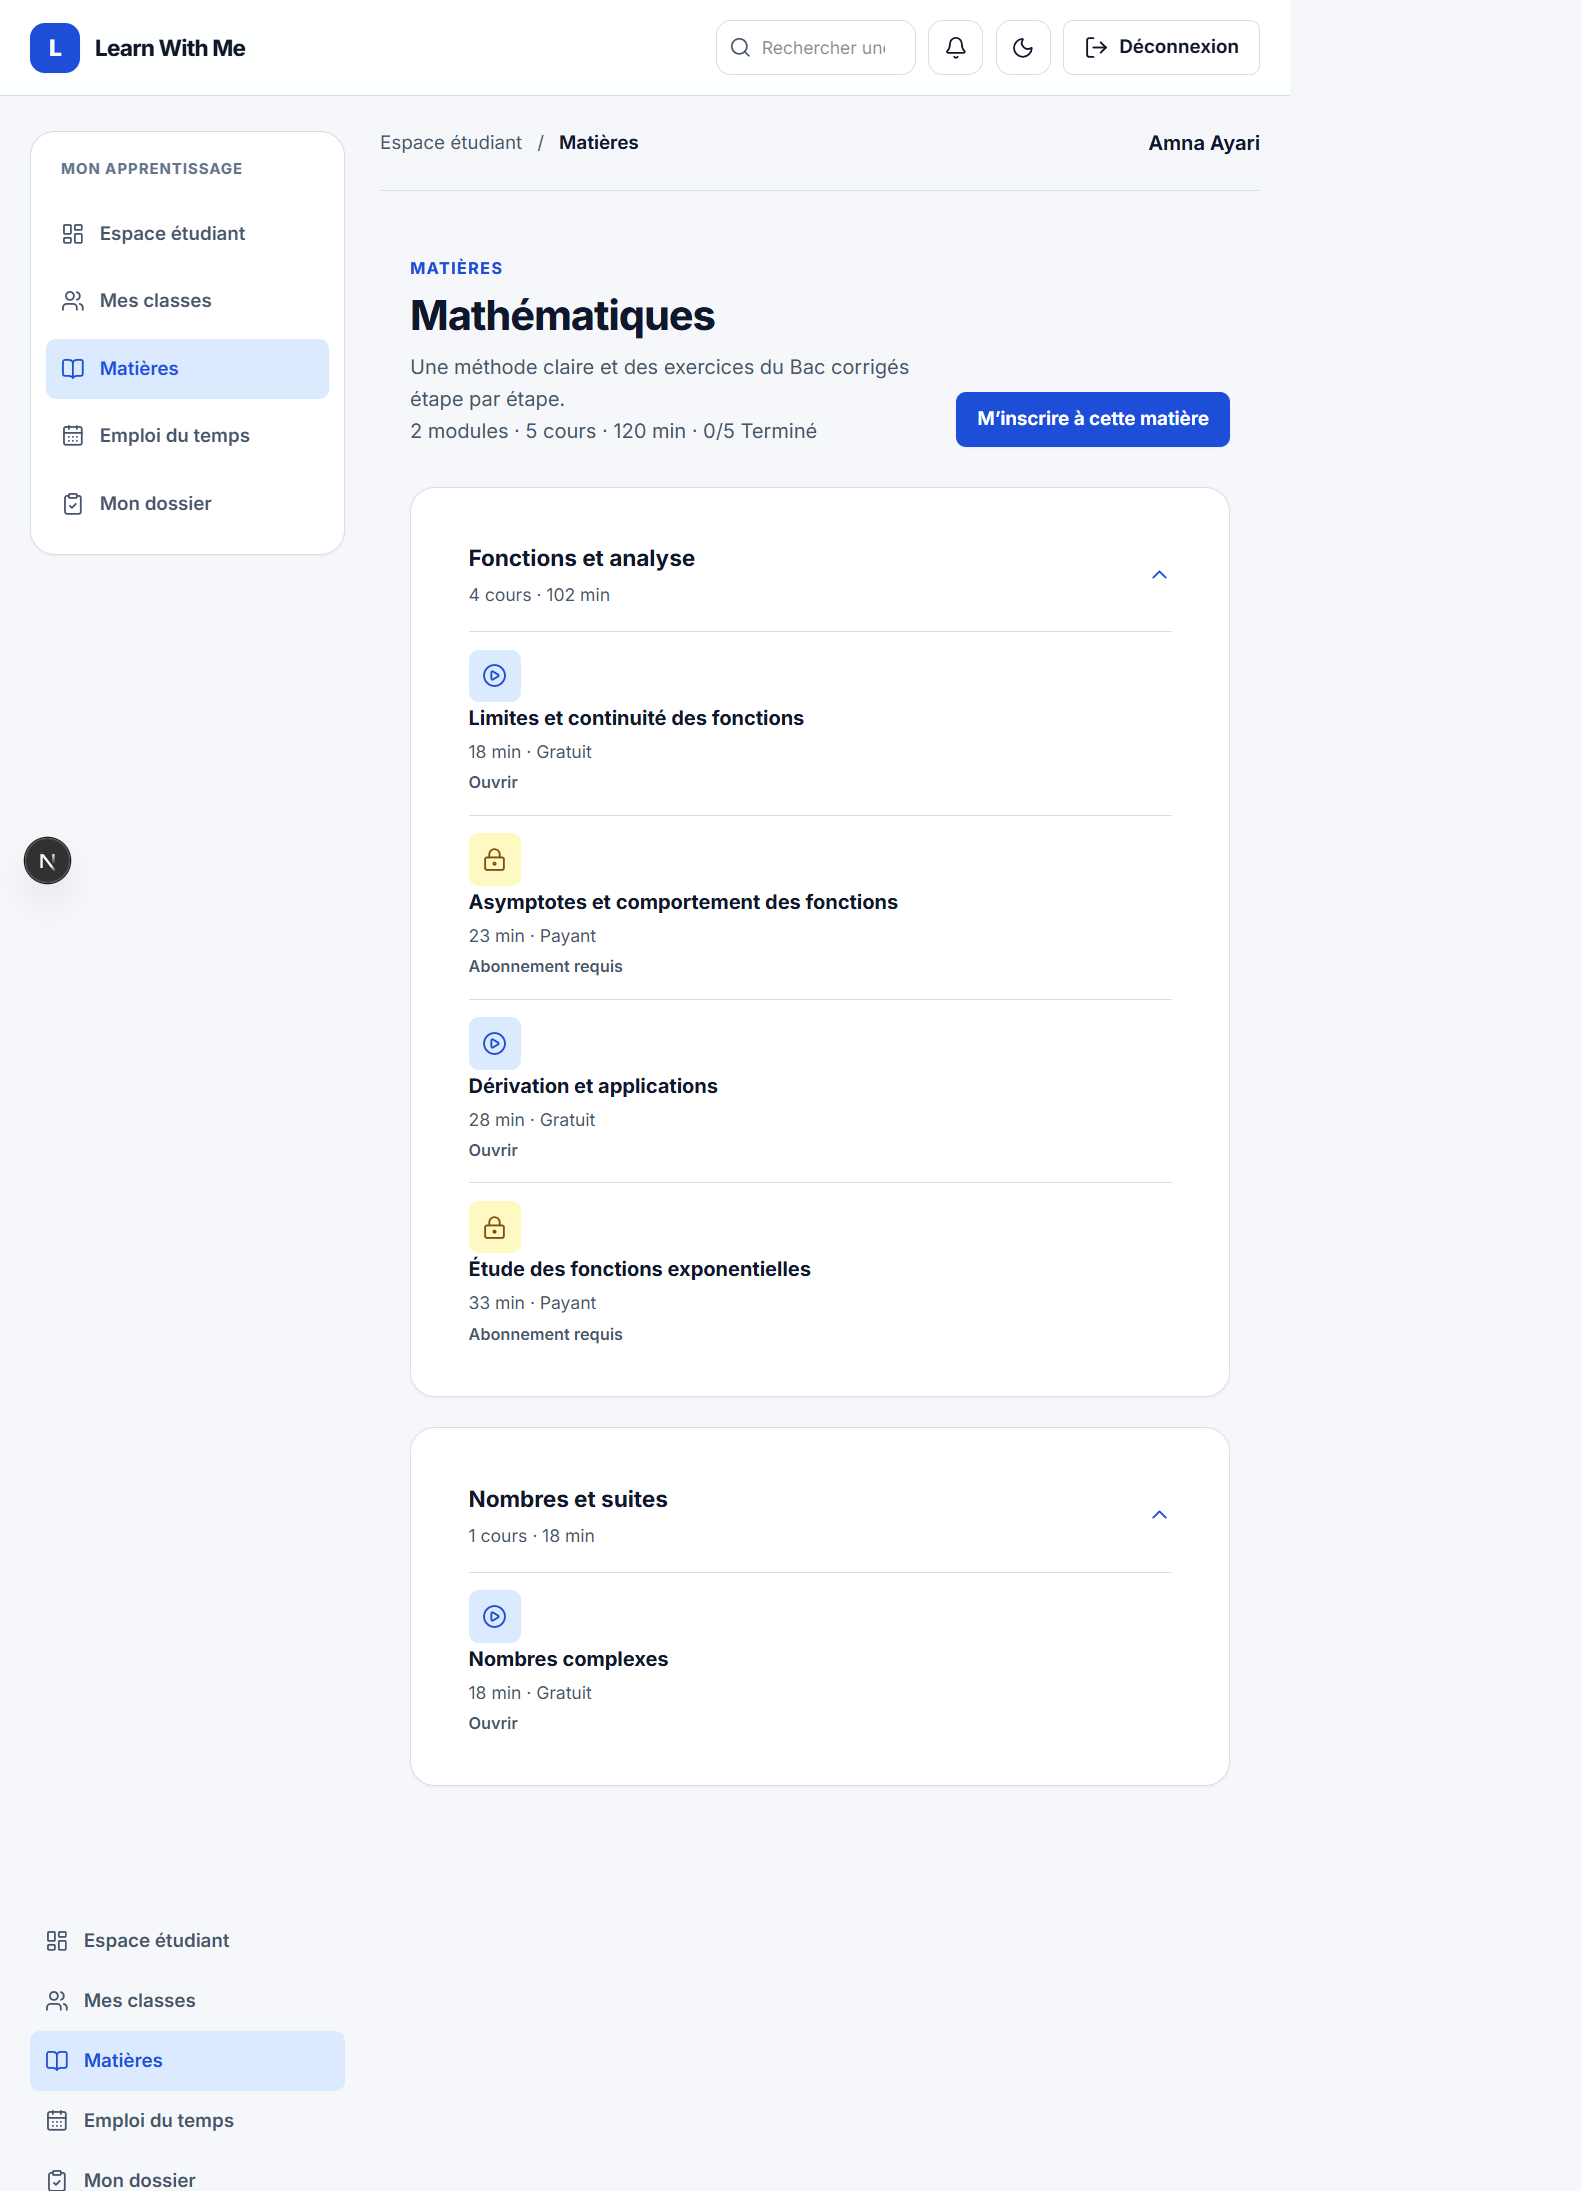 L Learn With Me
Rechercher un
Déconnexion
MON APPRENTISSAGE
Espace étudiant
Mes classes
Matières
Emploi du temps
Mon dossier
Espace étudiant / Matières
Amna Ayari
MATIÈRES
Mathématiques
Une méthode claire et des exercices du Bac corrigés
étape par étape.
2 modules · 5 cours · 120 min · 0/5 Terminé
M’inscrire à cette matière
Fonctions et analyse
4 cours · 102 min
Limites et continuité des fonctions
18 min · Gratuit
Ouvrir
Asymptotes et comportement des fonctions
23 min · Payant
Abonnement requis
Dérivation et applications
28 min · Gratuit
Ouvrir
Étude des fonctions exponentielles
33 min · Payant
Abonnement requis
Nombres et suites
1 cours · 18 min
Nombres complexes
18 min · Gratuit
Ouvrir
N
Espace étudiant
Mes classes
Matières
Emploi du temps
Mon dossier